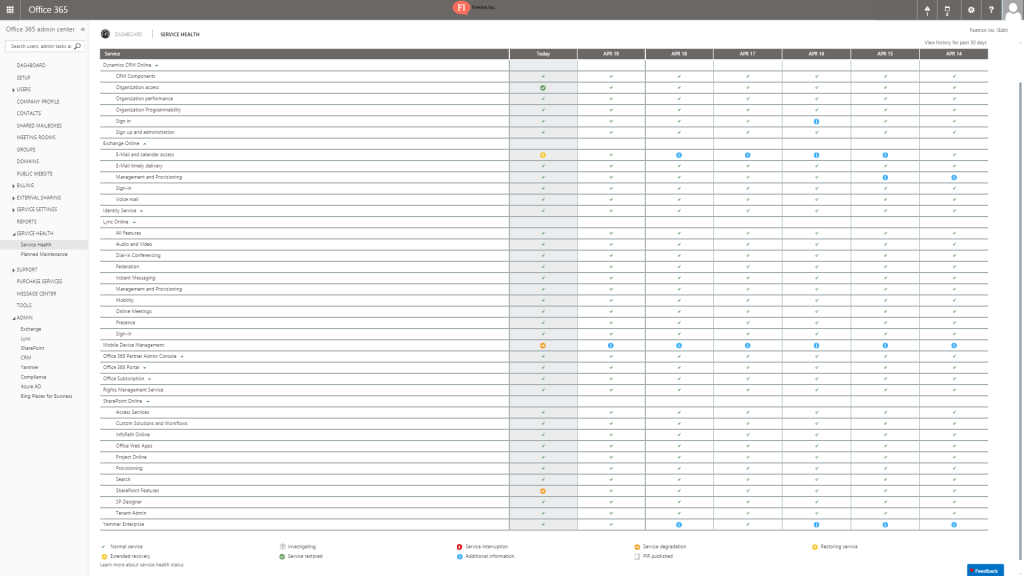 Office 365
FI
Foetron Inc.
1
4
?
Office 365 admin center «
DASHBOARD
SERVICE HEALTH
Foetron Inc. (Edit)
Search users, admin tasks or
View history for past 30 days
DASHBOARD
SETUP
USERS
COMPANY PROFILE
CONTACTS
SHARED MAILBOXES
MEETING ROOMS
GROUPS
DOMAINS
PUBLIC WEBSITE
BILLING
EXTERNAL SHARING
SERVICE SETTINGS
REPORTS
SERVICE HEALTH
Service Health
Planned Maintenance
SUPPORT
PURCHASE SERVICES
MESSAGE CENTER
TOOLS
ADMIN
Exchange
Lync
SharePoint
CRM
Yammer
Compliance
Azure AD
Bing Places for Business
Service Today APR 19 APR 18 APR 17 APR 16 APR 15 APR 14
Dynamics CRM Online
CRM Components
Organization access
Organization performance
Organization Programmability
Sign in
Sign up and administration
Exchange Online
E-Mail and calendar access
E-Mail timely delivery
Management and Provisioning
Sign-in
Voice mail
Identity Service
Lync Online
All Features
Audio and Video
Dial-In Conferencing
Federation
Instant Messaging
Management and Provisioning
Mobility
Online Meetings
Presence
Sign-In
Mobile Device Management
Office 365 Partner Admin Console
Office 365 Portal
Office Subscription
Rights Management Service
SharePoint Online
Access Services
Custom Solutions and Workflows
InfoPath Online
Office Web Apps
Project Online
Provisioning
Search
SharePoint Features
SP Designer
Tenant Admin
Yammer Enterprise
Normal service Investigating Service interruption Service degradation Restoring service
Extended recovery Service restored Additional information PIR published
Learn more about service health status
Feedback